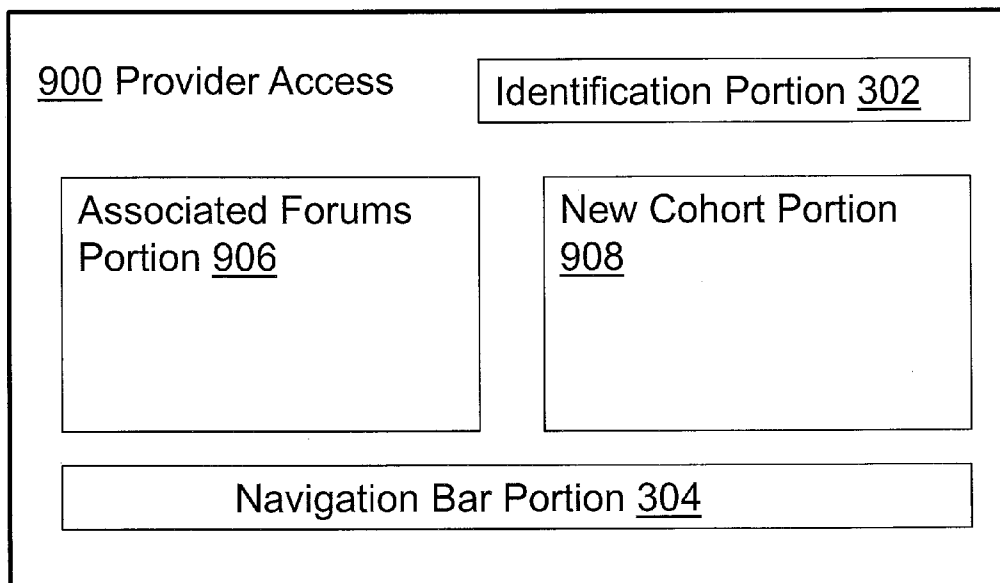 900 Provider Access
Identification Portion 302
Associated Forums
Portion 906
New Cohort Portion
908
Navigation Bar Portion 304